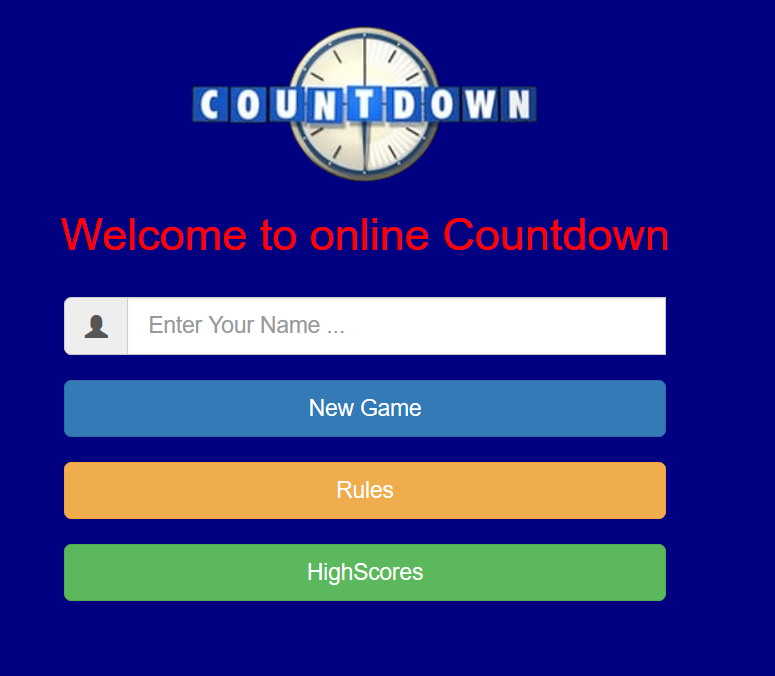 COUNTDOWN
Welcome to online Countdown
Enter Your Name ...
New Game
Rules
HighScores